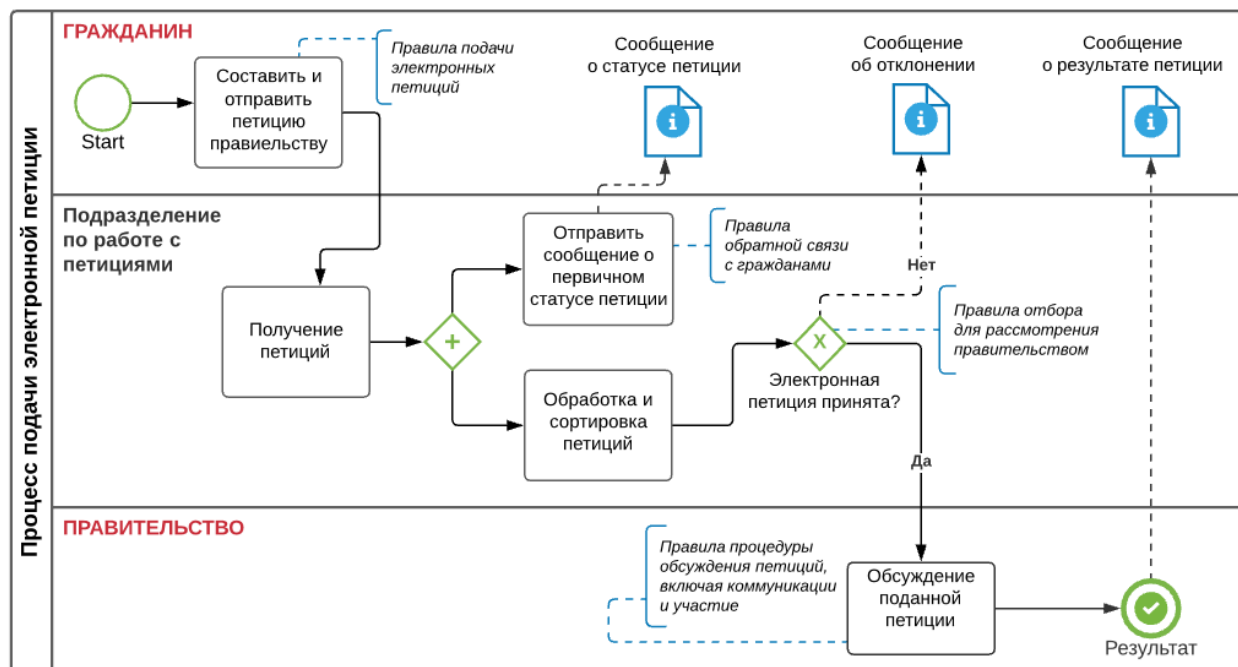 Процесс подачи электронной петиции
ГРАЖДАНИН
Start
Составить и
отправить
петицию
правиельству
Правила подачи
электронных
петиций
Сообщение
о статусе петиции
i
Сообщение
об отклонении
i
Сообщение
о результате петиции
i
Подразделение
по работе с
петициями
Получение
петиций
+
Отправить
сообщение о
первичном
статусе петиции
Правила
обратной связи
с гражданами
Обработка и
сортировка
петиций
X
Электронная
петиция принята?
Нет
Правила отбора
для рассмотрения
правительством
Да
ПРАВИТЕЛЬСТВО
Правила процедуры
обсуждения петиций,
включая коммуникации
и участие
Обсуждение
поданной
петиции
Результат